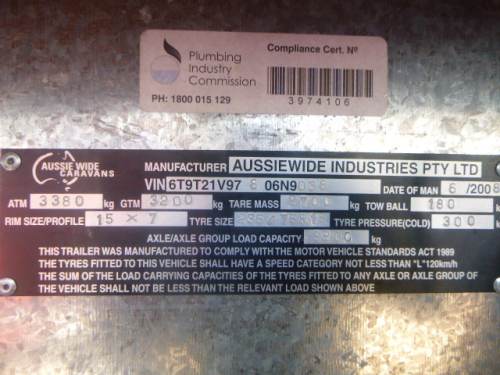 Plumbing
Industry
Commission
Compliance Cert. Nº
PH: 1800 015 129
3974106
AUSSIE WIDE
CARAVANS
MANUFACTURER AUSSIEWIDE INDUSTRIES PTY LTD
VIN 6T9T21V97 06N9 DATE OF MAN 6/200
ATM 3380 kg GTM 3200 kg TARE MASS kg TOW BALL 180 kg
RIM SIZE/PROFILE 15 X 7 TYRE SIZE TYRE PRESSURE(COLD) 300
AXLE/AXLE GROUP LOAD CAPACITY kg
THIS TRAILER WAS MANUFACTURED TO COMPLY WITH THE MOTOR VEHICLE STANDARDS ACT 1989
THE TYRES FITTED TO THIS VEHICLE SHALL HAVE A SPEED CATEGORY NOT LESS THAN "L"120km/h
THE SUM OF THE LOAD CARRYING CAPACITIES OF THE TYRES FITTED TO ANY AXLE OR AXLE GROUP OF
THE VEHICLE SHALL NOT BE LESS THAN THE RELEVANT LOAD SHOWN ABOVE